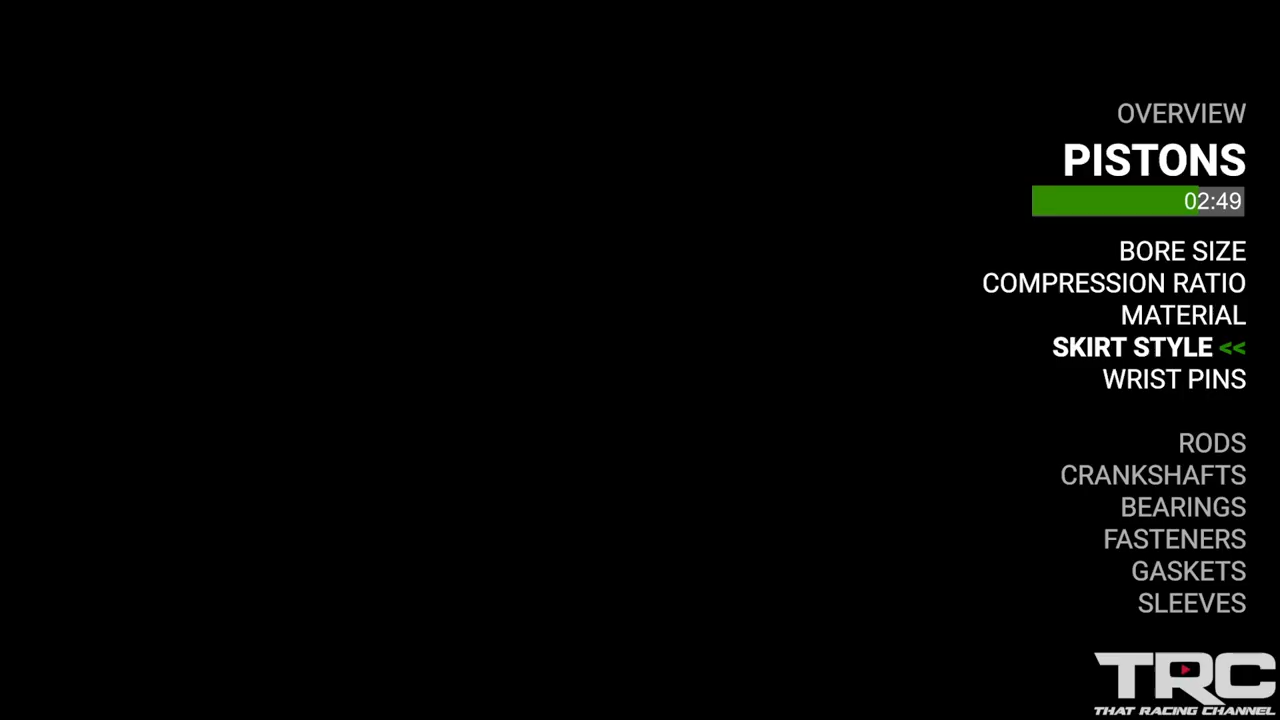 OVERVIEW
PISTONS
02:49
BORE SIZE
COMPRESSION RATIO
MATERIAL
SKIRT STYLE <<
WRIST PINS
RODS
CRANKSHAFTS
BEARINGS
FASTENERS
GASKETS
SLEEVES
TRC
THAT RACING CHANNEL